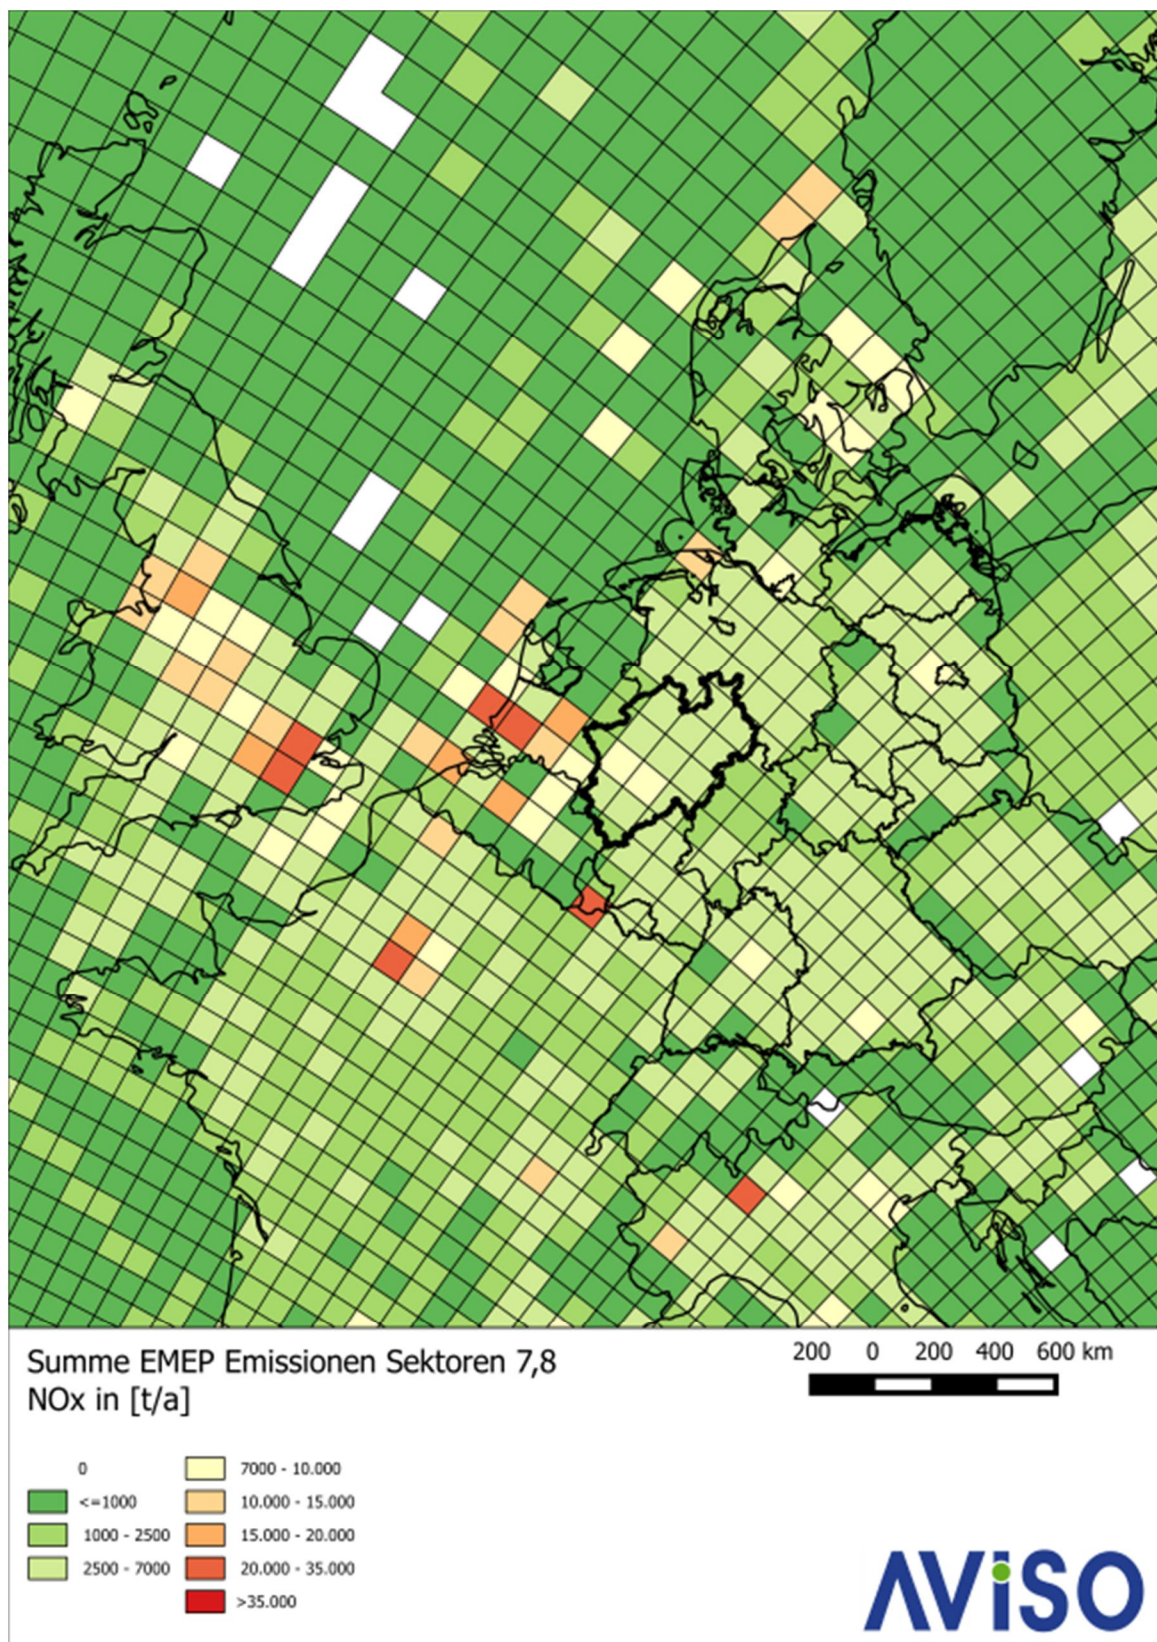 Summe EMEP Emissionen Sektoren 7,8
NOx in [t/a]
200 0 200 400 600 km
0
<=1000
1000 - 2500
2500 - 7000
7000 - 10.000
10.000 - 15.000
15.000 - 20.000
20.000 - 35.000
>35.000
AViSO